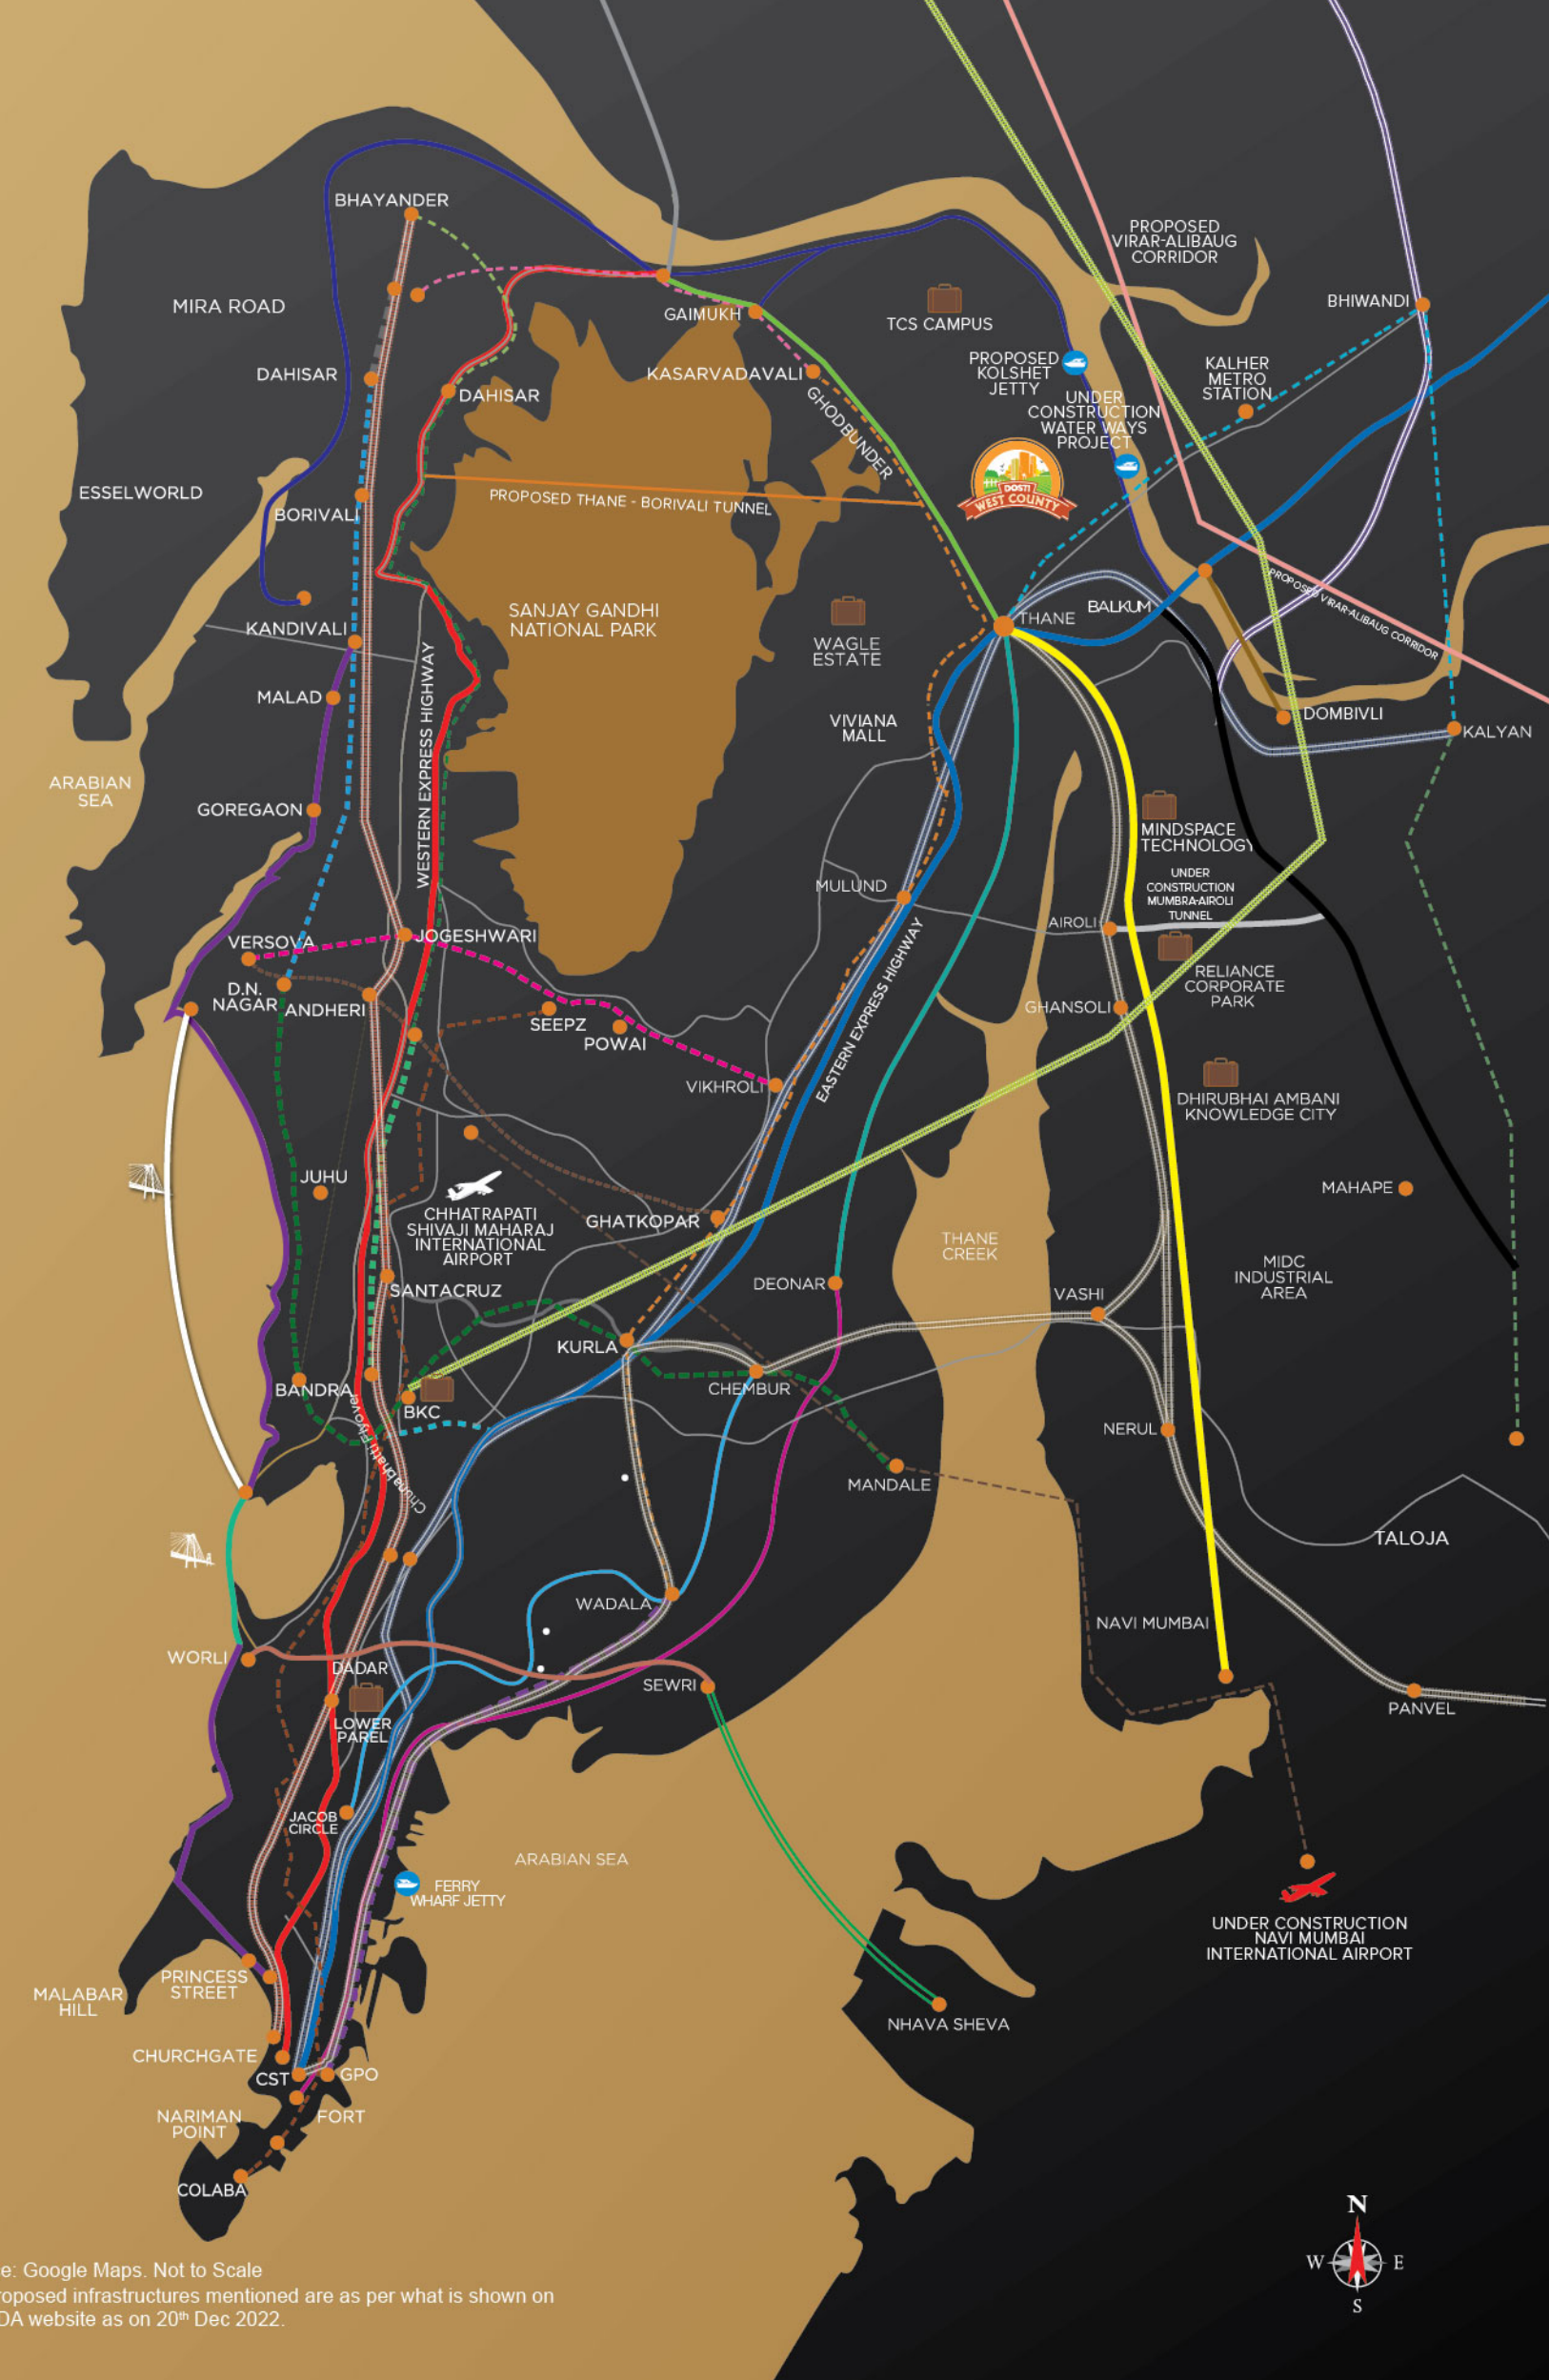 BHAYANDER
PROPOSED
VIRAR-ALIBAUG
CORRIDOR
MIRA ROAD
GAIMUKH
TCS CAMPUS
BHIWANDI
DAHISAR
DAHISAR
KASARVADAVALI
PROPOSED
KOLSHET
JETTY
KALHER
METRO
STATION
UNDER
CONSTRUCTION
WATER WAYS
PROJECT
GHODBUNDER
DOSTI
WEST COUNTY
ESSELWORLD
BORIVALI
PROPOSED THANE - BORIVALI TUNNEL
PROPOSED VIRAR-ALIBAUG CORRIDOR
SANJAY GANDHI
NATIONAL PARK
KANDIVALI
WAGLE
ESTATE
THANE
BALKUM
WESTERN EXPRESS HIGHWAY
MALAD
VIVIANA
MALL
DOMBIVLI
KALYAN
ARABIAN
SEA
GOREGAON
MINDSPACE
TECHNOLOGY
MULUND
UNDER
CONSTRUCTION
MUMBRA-AIROLI
TUNNEL
AIROLI
VERSOVA
JOGESHWARI
EASTERN EXPRESS HIGHWAY
RELIANCE
CORPORATE
PARK
D.N.
NAGAR
ANDHERI
SEEPZ
POWAI
GHANSOLI
VIKHROLI
DHIRUBHAI AMBANI
KNOWLEDGE CITY
JUHU
MAHAPE
CHHATRAPATI
SHIVAJI MAHARAJ
INTERNATIONAL
AIRPORT
GHATKOPAR
THANE
CREEK
MIDC
INDUSTRIAL
AREA
SANTACRUZ
DEONAR
VASHI
KURLA
BANDRA
BKC
CHEMBUR
Chunabhatti Flyover
NERUL
MANDALE
TALOJA
WADALA
NAVI MUMBAI
WORLI
DADAR
SEWRI
PANVEL
LOWER
PAREL
JACOB
CIRCLE
ARABIAN SEA
FERRY
WHARF JETTY
UNDER CONSTRUCTION
NAVI MUMBAI
INTERNATIONAL AIRPORT
PRINCESS
STREET
MALABAR
HILL
NHAVA SHEVA
CHURCHGATE
CST
GPO
NARIMAN
POINT
FORT
COLABA
N
W
E
S
e: Google Maps. Not to Scale
roposed infrastructures mentioned are as per what is shown on
DA website as on 20th Dec 2022.